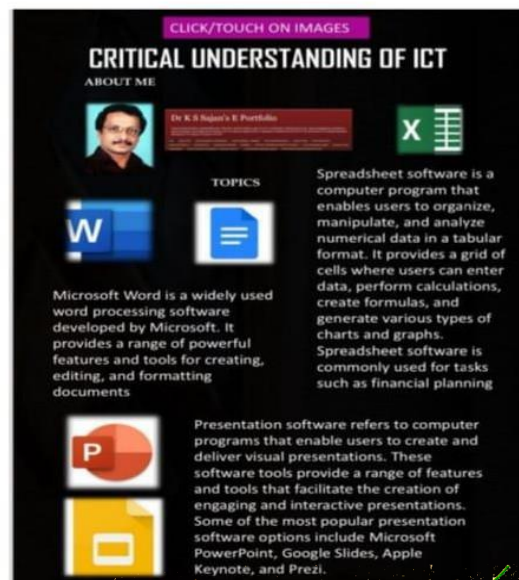 CLICK/TOUCH ON IMAGES
CRITICAL UNDERSTANDING OF ICT
ABOUT ME
Dr K S Sajan's E Portfolio
X
TOPICS
W
Microsoft Word is a widely used
word processing software
developed by Microsoft. It
provides a range of powerful
features and tools for creating,
editing, and formatting
documents
Spreadsheet software is a
computer program that
enables users to organize,
manipulate, and analyze
numerical data in a tabular
format. It provides a grid of
cells where users can enter
data, perform calculations,
create formulas, and
generate various types of
charts and graphs.
Spreadsheet software is
commonly used for tasks
such as financial planning
P
Presentation software refers to computer
programs that enable users to create and
deliver visual presentations. These
software tools provide a range of features
and tools that facilitate the creation of
engaging and interactive presentations.
Some of the most popular presentation
software options include Microsoft
PowerPoint, Google Slides, Apple
Keynote, and Prezi.